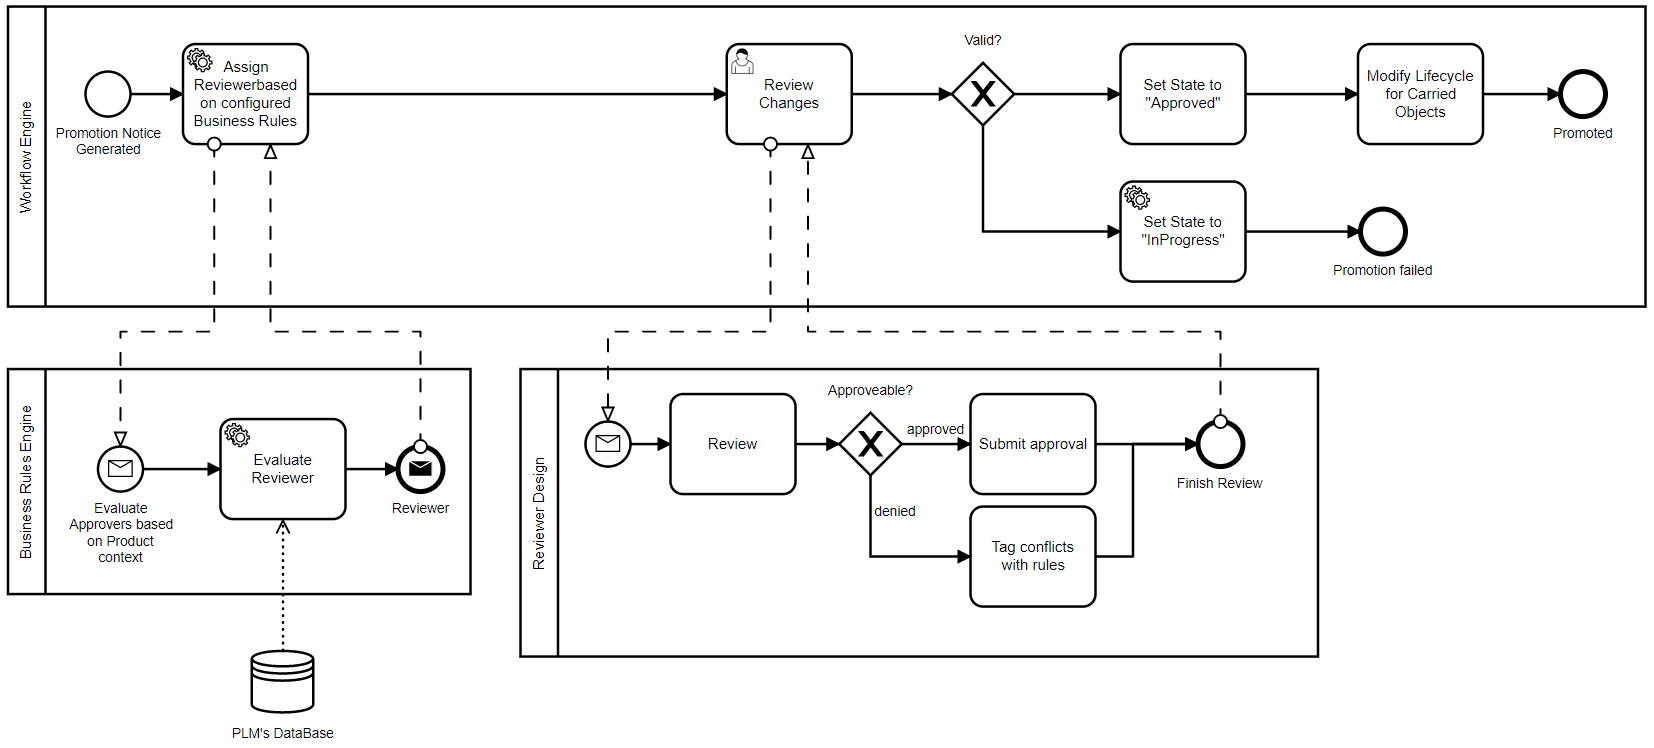 Workflow Engine
Promotion Notice
Generated
Assign
Reviewerbased
on configured
Business Rules
Review
Changes
Valid?
Set State to
"Approved"
Modify Lifecycle
for Carried
Objects
Promoted
Set State to
"InProgress"
Promotion failed
Business Rules Engine
Evaluate
Approvers based
on Product
context
Evaluate
Reviewer
Reviewer
PLM's DataBase
Reviewer Design
Review
Approveable?
approved
denied
Submit approval
Tag conflicts
with rules
Finish Review